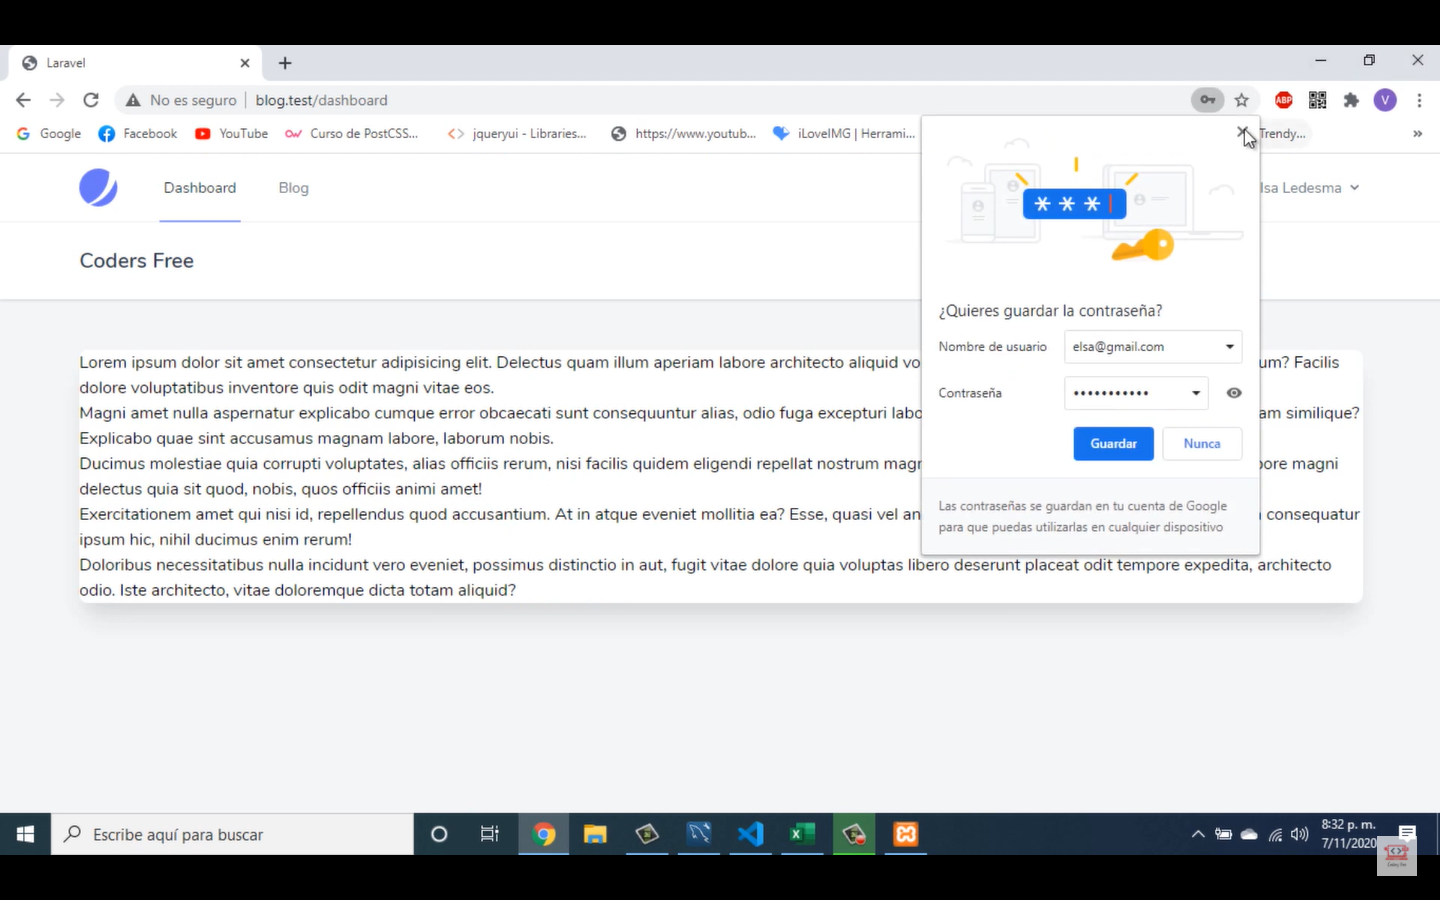 Laravel
No es seguro
blog.test/dashboard
ABP
V
Google
Facebook
YouTube
Curso de PostCSS...
jqueryui - Libraries...
https://www.youtub...
iLoveIMG | Herrami...
Trendy...
»
Dashboard
Blog
lsa Ledesma
Coders Free
***
¿Quieres guardar la contraseña?
Nombre de usuario
elsa@gmail.com
Contraseña
•••••••••••
Guardar
Nunca
Las contraseñas se guardan en tu cuenta de Google
para que puedas utilizarlas en cualquier dispositivo
Lorem ipsum dolor sit amet consectetur adipisicing elit. Delectus quam illum aperiam labore architecto aliquid vo um? Facilis
dolore voluptatibus inventore quis odit magni vitae eos.
Magni amet nulla aspernatur explicabo cumque error obcaecati sunt consequuntur alias, odio fuga excepturi labo am similique?
Explicabo quae sint accusamus magnam labore, laborum nobis.
Ducimus molestiae quia corrupti voluptates, alias officiis rerum, nisi facilis quidem eligendi repellat nostrum magn ore magni
delectus quia sit quod, nobis, quos officiis animi amet!
Exercitationem amet qui nisi id, repellendus quod accusantium. At in atque eveniet mollitia ea? Esse, quasi vel an consequatur
ipsum hic, nihil ducimus enim rerum!
Doloribus necessitatibus nulla incidunt vero eveniet, possimus distinctio in aut, fugit vitae dolore quia voluptas libero deserunt placeat odit tempore expedita, architecto
odio. Iste architecto, vitae doloremque dicta totam aliquid?
Escribe aquí para buscar
8:32 p. m.
7/11/2020